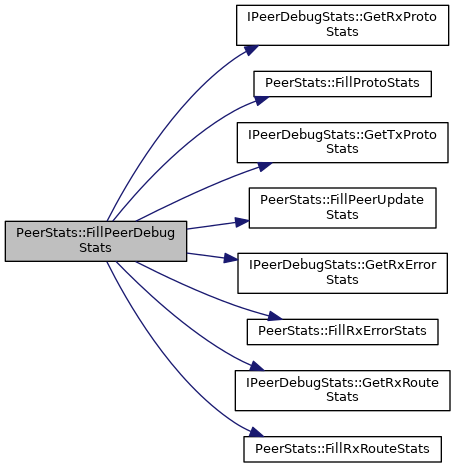 IPeerDebugStats::GetRxProto
Stats
PeerStats::FillProtoStats
IPeerDebugStats::GetTxProto
Stats
PeerStats::FillPeerUpdate
Stats
PeerStats::FillPeerDebug
Stats
IPeerDebugStats::GetRxError
Stats
PeerStats::FillRxErrorStats
IPeerDebugStats::GetRxRoute
Stats
PeerStats::FillRxRouteStats